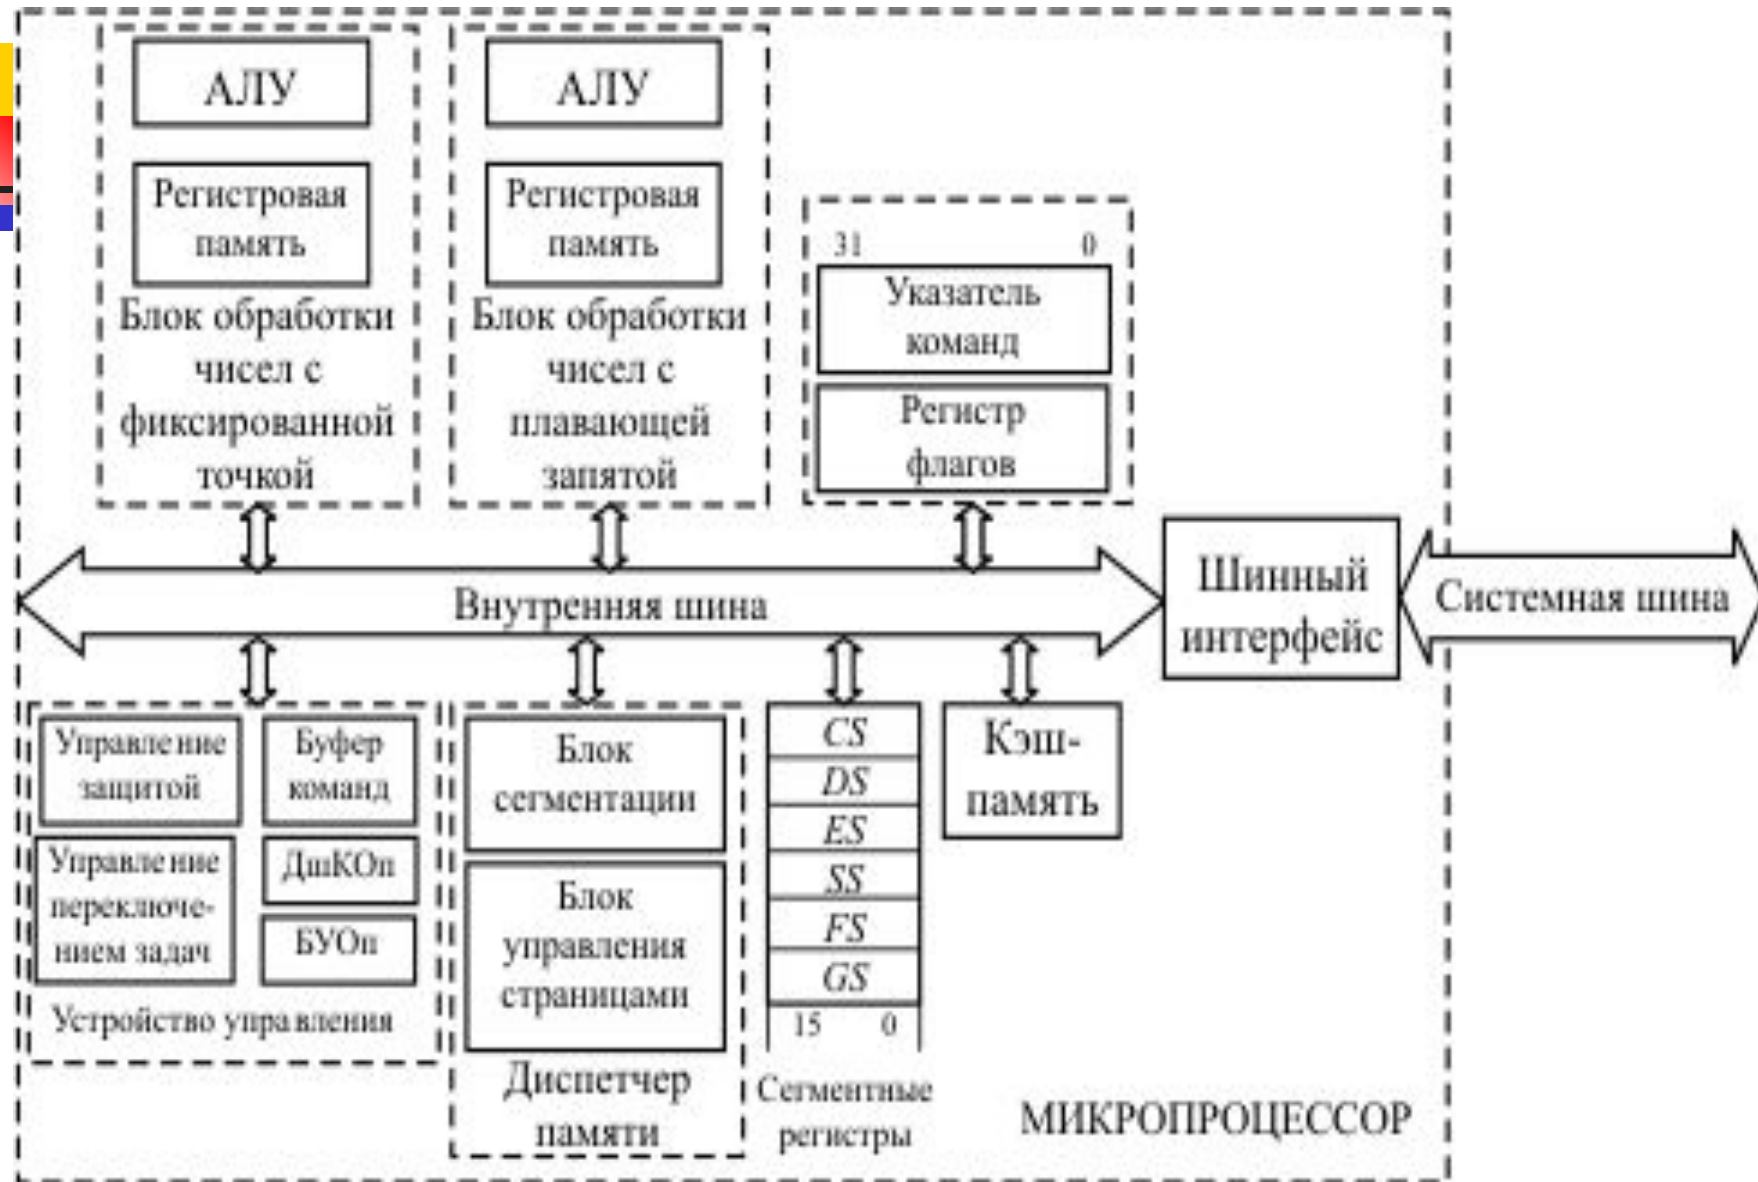 АЛУ
Регистровая
память
Блок обработки
чисел с
фиксированной
точкой
АЛУ
Регистровая
память
Блок обработки
чисел с
плавающей
запятой
31 0
Указатель
команд
Регистр
флагов
Внутренняя шина
Шинный
интерфейс
Системная шина
Управление
защитой
Буфер
команд
Управление
переключе-
нием задач
ДшКОп
БУОп
Устройство управления
Блок
сегментации
Блок
управления
страницами
Диспетчер
памяти
CS
DS
ES
SS
FS
GS
15 0
Сегментные
регистры
Кэш-
память
МИКРОПРОЦЕССОР